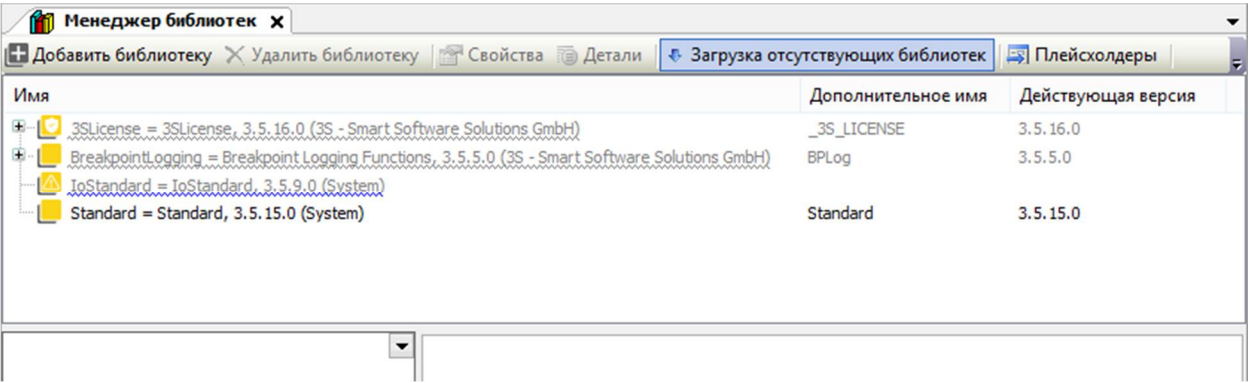 Менеджер библиотек
Добавить библиотеку Удалить библиотеку Свойства Детали Загрузка отсутствующих библиотек Плейсхолдеры
Имя Дополнительное имя Действующая версия
3SLicense = 3SLicense, 3.5.16.0 (3S - Smart Software Solutions GmbH) _3S_LICENSE 3.5.16.0
BreakpointLogging = Breakpoint Logging Functions, 3.5.5.0 (3S - Smart Software Solutions GmbH) BPLog 3.5.5.0
IoStandard = IoStandard, 3.5.9.0 (System)
Standard = Standard, 3.5.15.0 (System) Standard 3.5.15.0